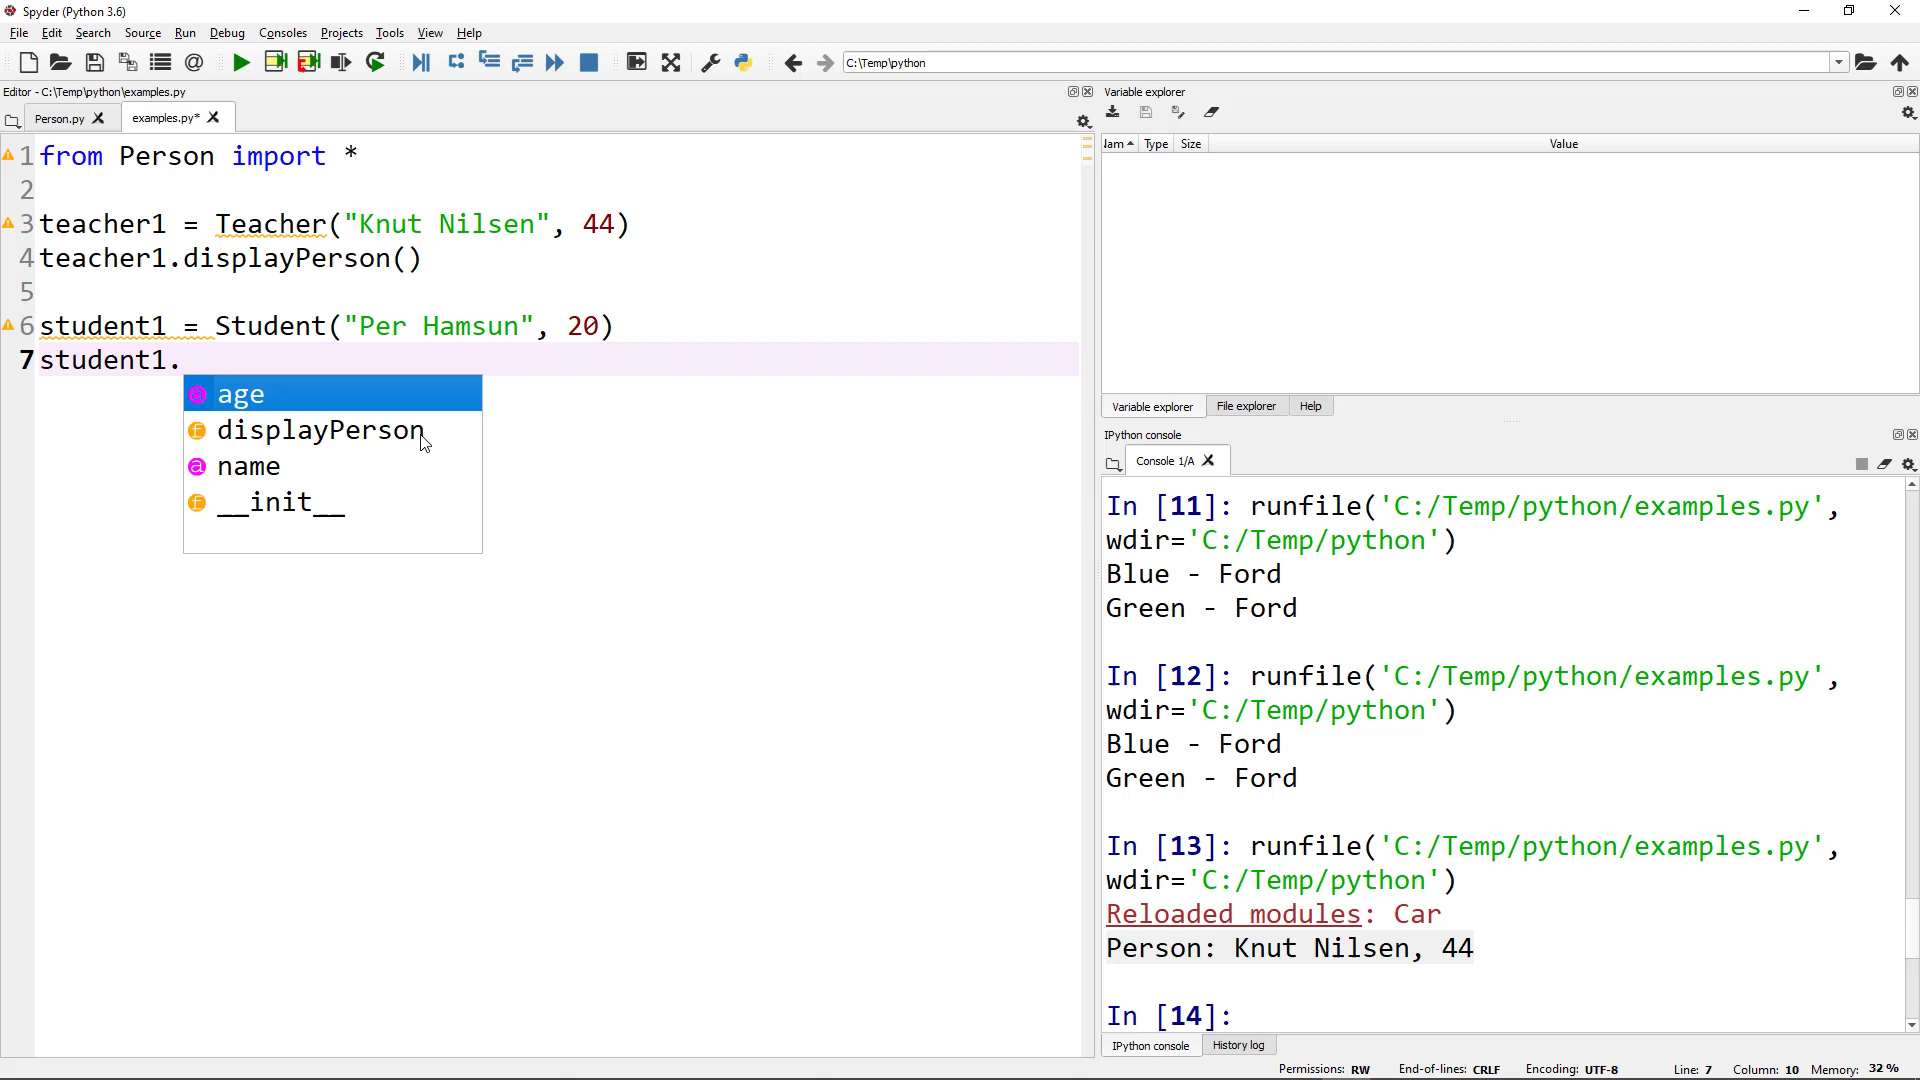 Spyder (Python 3.6)
File Edit Search Source Run Debug Consoles Projects Tools View Help
C:\Temp\python
Editor - C:\Temp\python\examples.py
Person.py
examples.py*
1 from Person import *
2
3 teacher1 = Teacher("Knut Nilsen", 44)
4 teacher1.displayPerson()
5
6 student1 = Student("Per Hamsun", 20)
7 student1.
a age
f displayPerson
a name
f __init__
Variable explorer
Nam Type Size Value
Variable explorer File explorer Help
IPython console
Console 1/A
In [11]: runfile('C:/Temp/python/examples.py',
wdir='C:/Temp/python')
Blue - Ford
Green - Ford
In [12]: runfile('C:/Temp/python/examples.py',
wdir='C:/Temp/python')
Blue - Ford
Green - Ford
In [13]: runfile('C:/Temp/python/examples.py',
wdir='C:/Temp/python')
Reloaded modules: Car
Person: Knut Nilsen, 44
In [14]:
IPython console History log
Permissions: RW End-of-lines: CRLF Encoding: UTF-8 Line: 7 Column: 10 Memory: 32 %